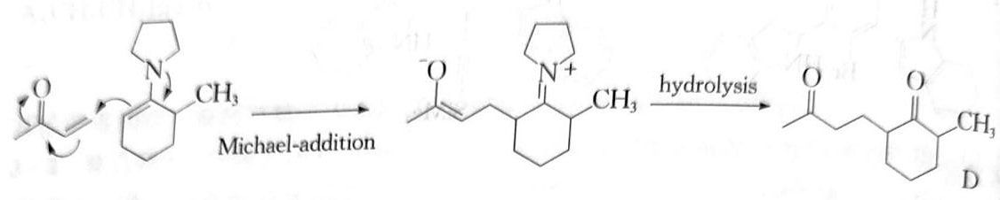 N
O
CH3
Michael-addition
-O
N+
CH3
hydrolysis
O
O
CH3
D